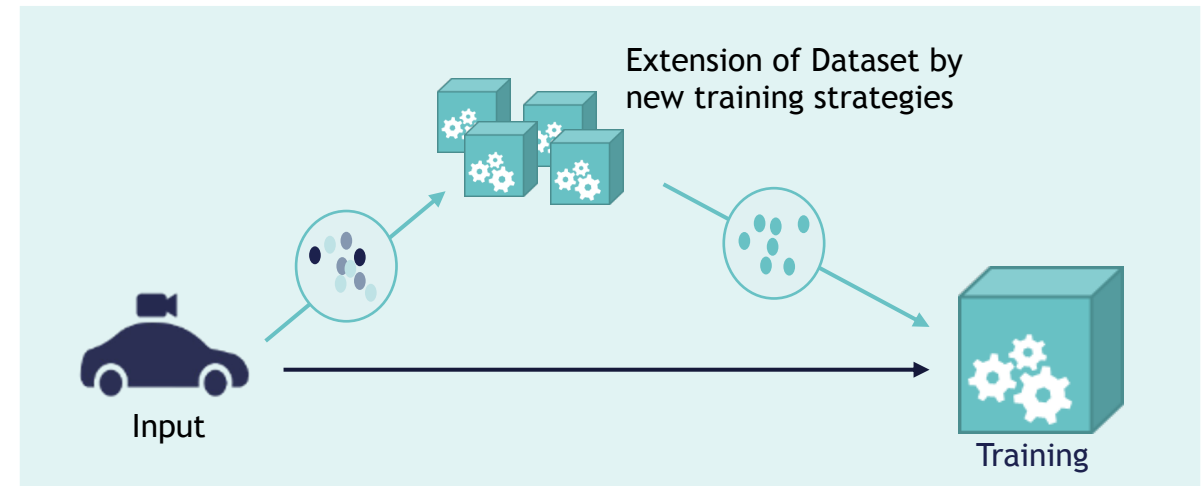 Extension of Dataset by
new training strategies
Input
Training